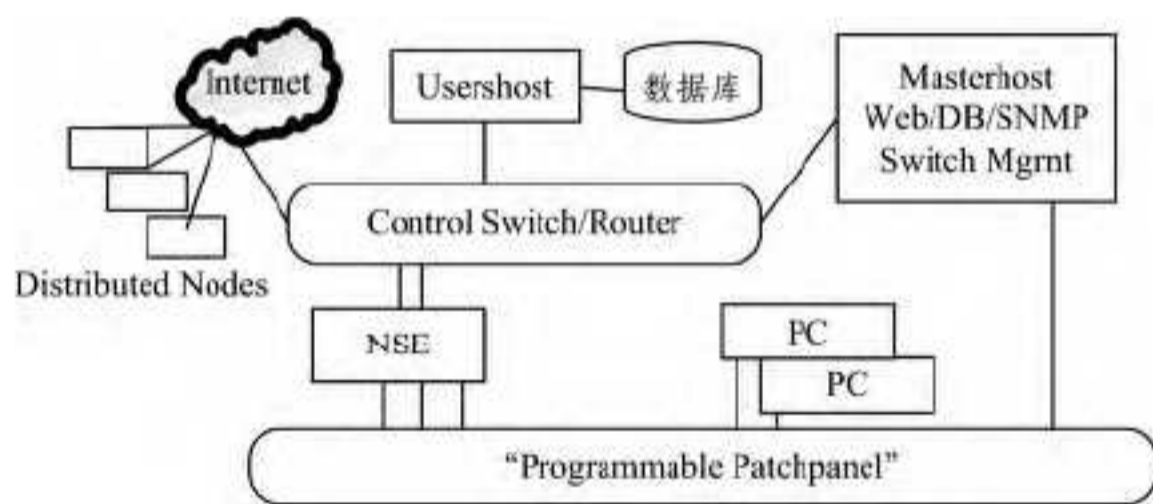 Internet
Usershost
数据库
Masterhost
Web/DB/SNMP
Switch Mgrnt
Control Switch/Router
Distributed Nodes
NSE
PC
PC
“Programmable Patchpanel”